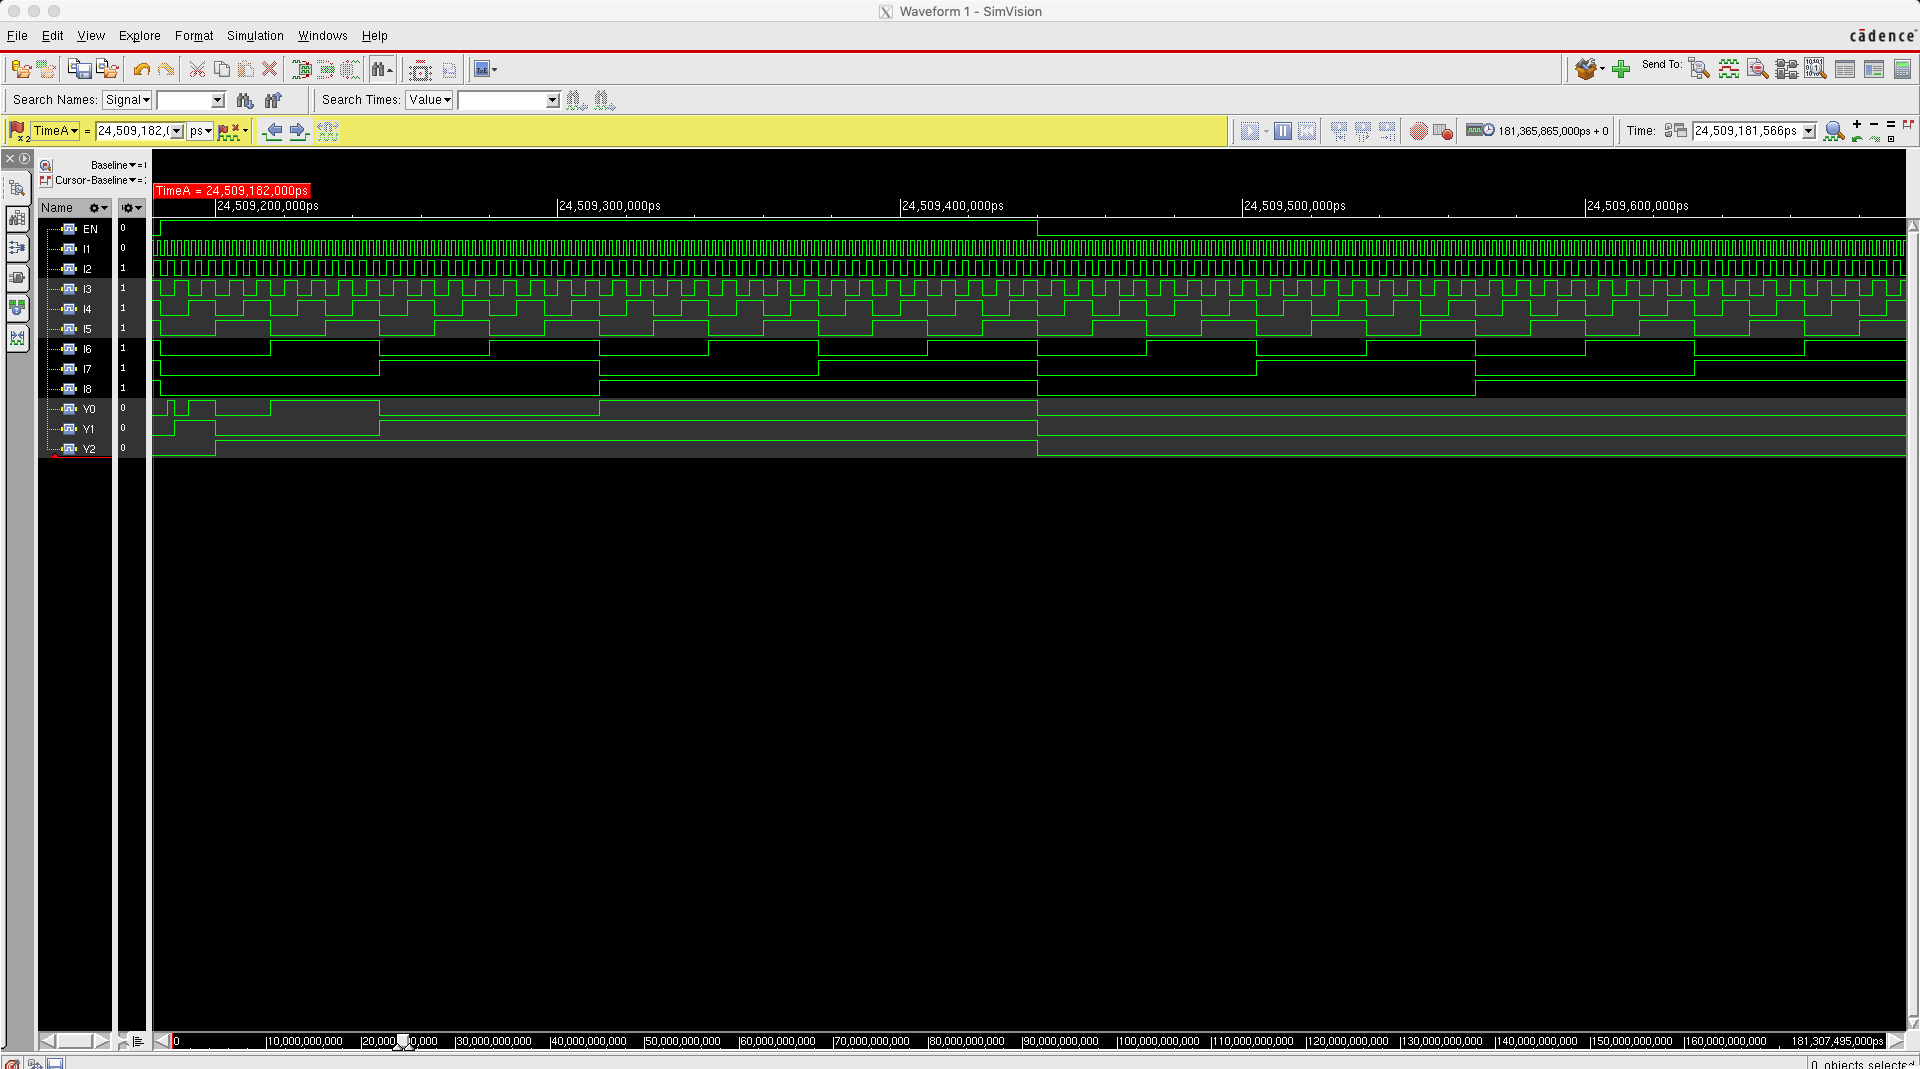 Waveform 1 - SimVision
File Edit View Explore Format Simulation Windows Help
cādence
Send To:
Search Names: Signal Search Times: Value
TimeA = 24,509,182,( ps 181,365,865,000ps + 0 Time: 24,509,181,566ps
Baseline = 
Cursor-Baseline = 
TimeA = 24,509,182,000ps
Name
24,509,200,000ps 24,509,300,000ps 24,509,400,000ps 24,509,500,000ps 24,509,600,000ps
EN 0
I1 0
I2 1
I3 1
I4 1
I5 1
I6 1
I7 1
I8 1
Y0 0
Y1 0
Y2 0
0 10,000,000,000 30,000,000,000 40,000,000,000 50,000,000,000 60,000,000,000 70,000,000,000 80,000,000,000 90,000,000,000 100,000,000,000 110,000,000,000 120,000,000,000 130,000,000,000 140,000,000,000 150,000,000,000 160,000,000,000 181,307,495,000ps
0 objects selected